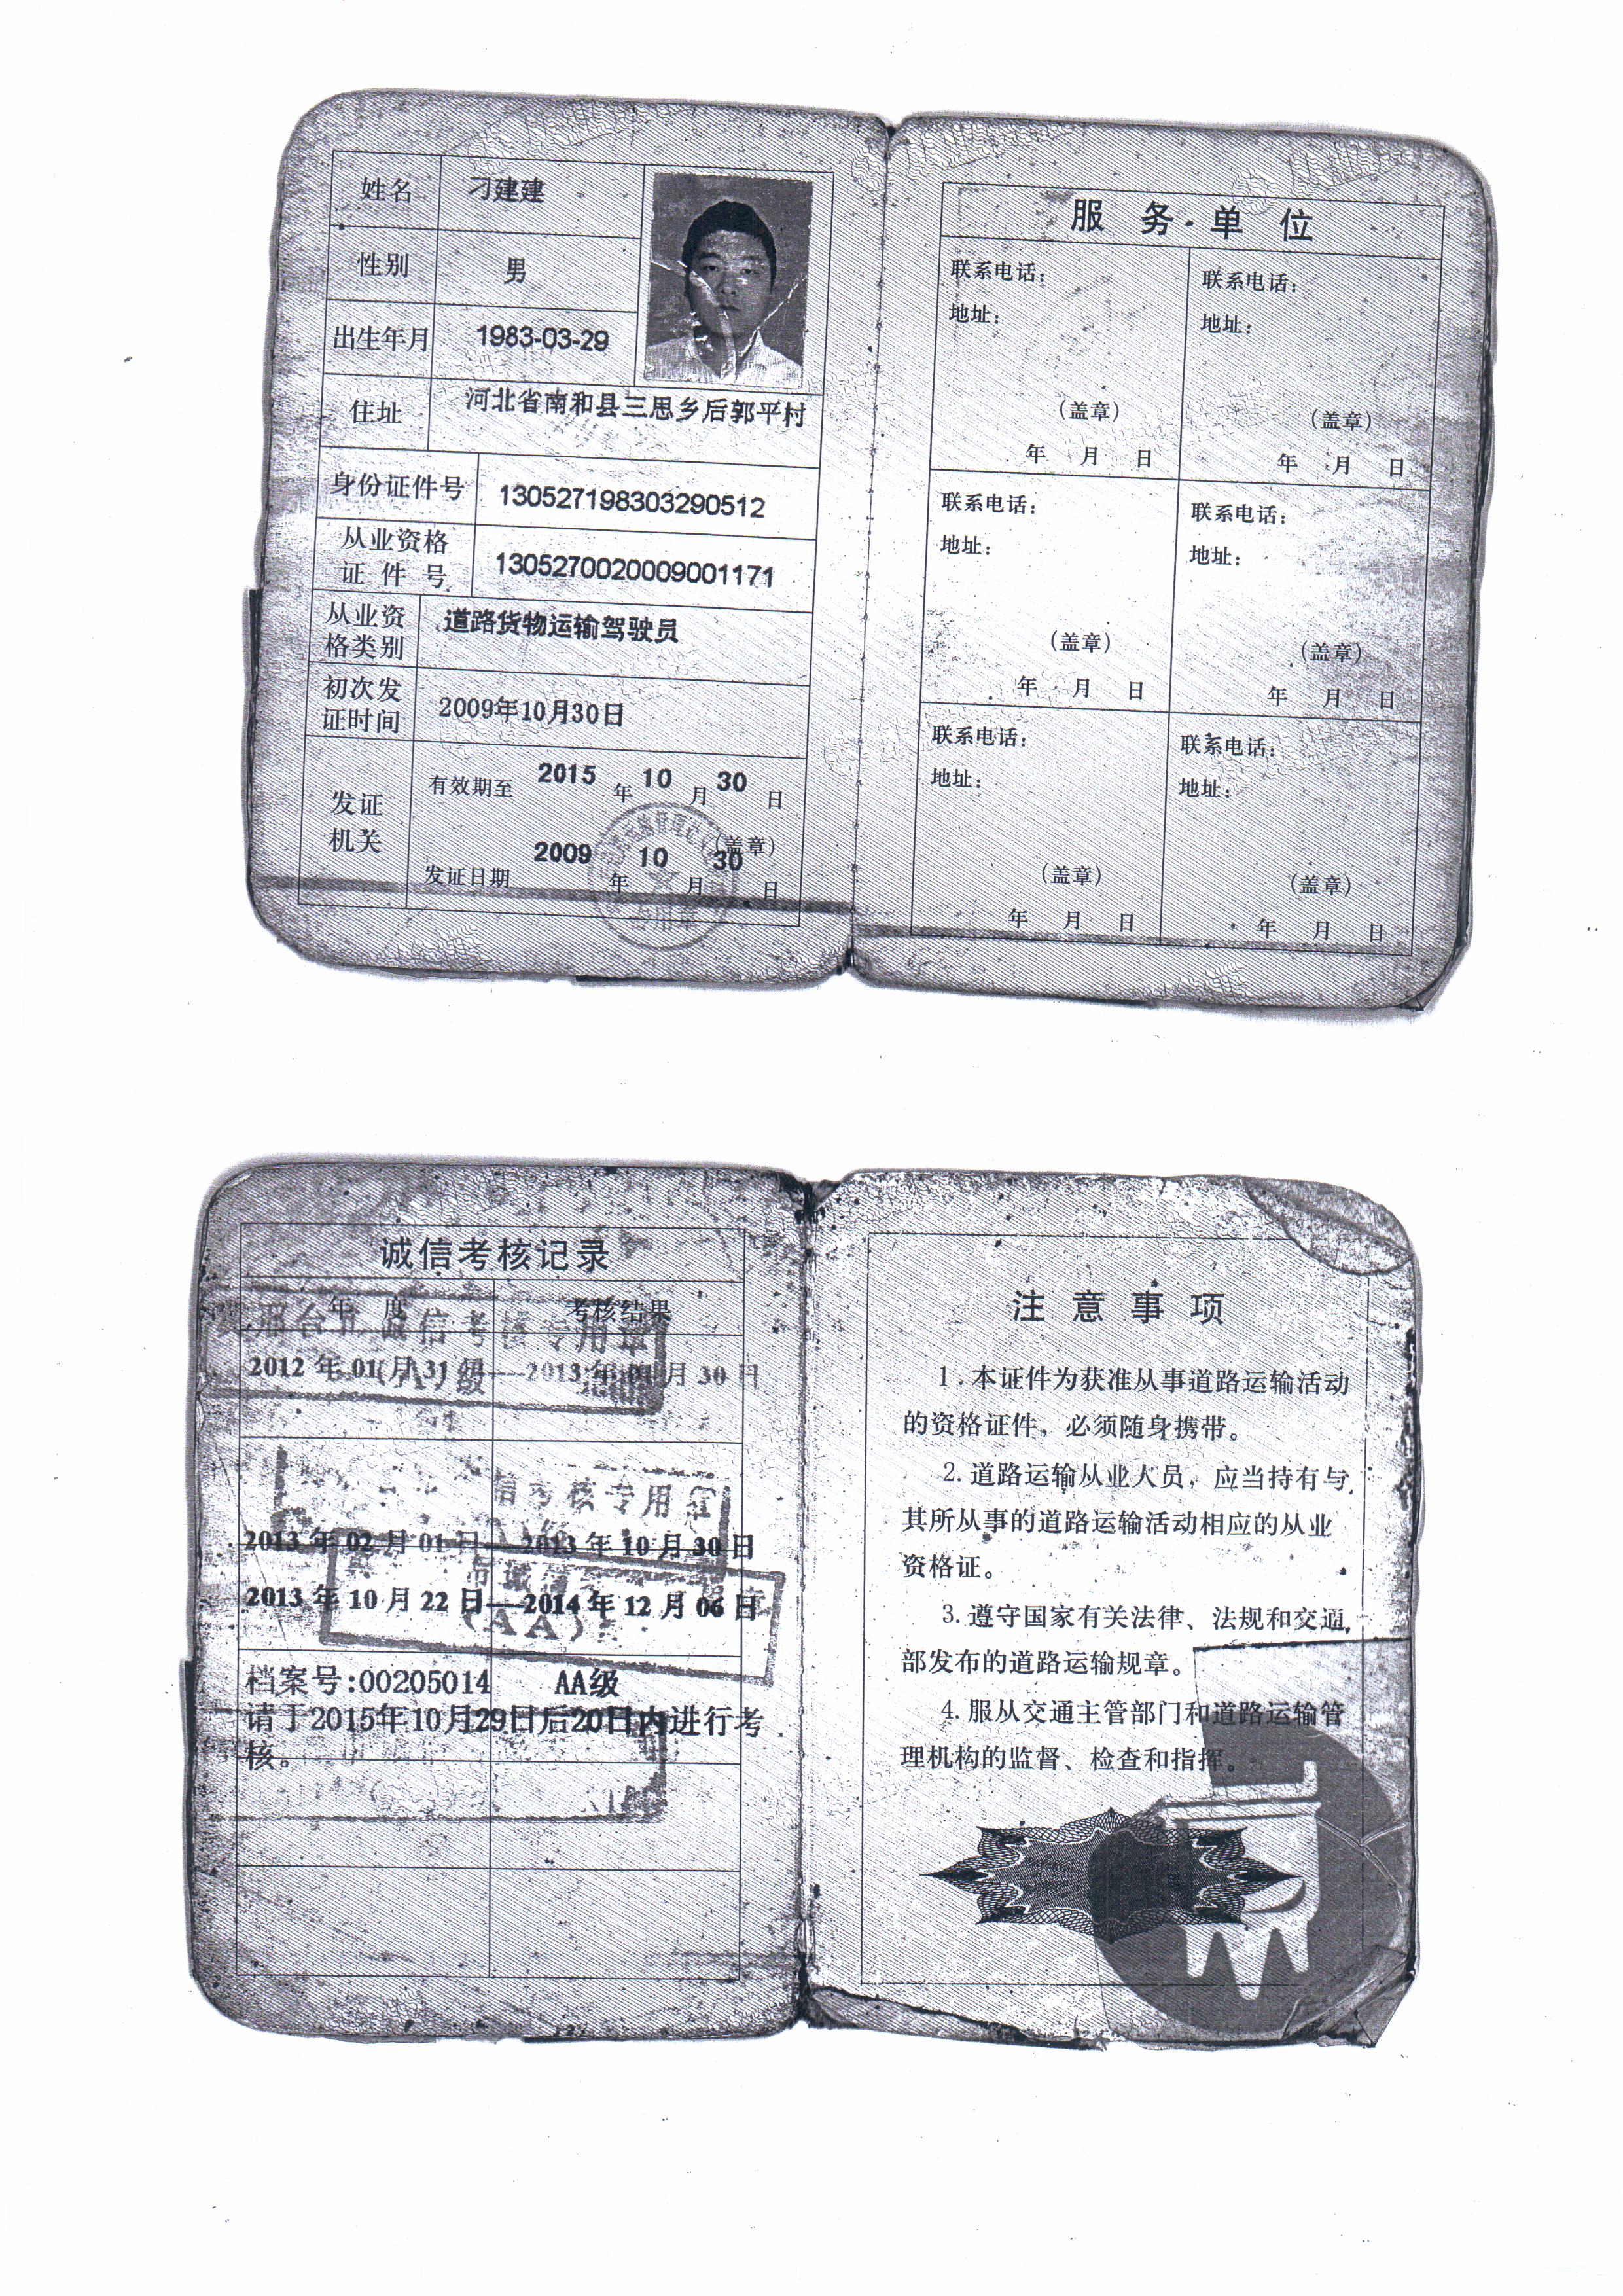 姓名 刁建建
性别 男
出生年月 1983-03-29
住址 河北省南和县三思乡后郭平村
身份证件号 130527198303290512
从业资格
证件号 1305270020009001171
从业资
格类别 道路货物运输驾驶员
初次发
证时间 2009年10月30日
发证
机关
有效期至 2015 年 10 月 30 日
(盖章)
发证日期 2009 年 10 月 30 日
专用章
服务单位
联系电话: 联系电话:
地址: 地址:
(盖章) (盖章)
年 月 日 年 月 日
联系电话: 联系电话:
地址: 地址:
(盖章) (盖章)
年 月 日 年 月 日
联系电话: 联系电话:
地址: 地址:
(盖章) (盖章)
年 月 日 年 月 日
诚信考核记录
年度 考核结果
诚信考核专用章
2012 年 01 月 31 日——2013 年 01 月 30 日
(A)级
信考核专用章
2013 年 02 月 01 日——2013 年 10 月 30 日
2013 年 10 月 22 日——2014 年 12 月 06 日
(AA)
档案号:00205014 AA级
请于2015年10月29日后20日内进行考
核。
注意事项
1.本证件为获准从事道路运输活动
的资格证件,必须随身携带。
2.道路运输从业人员,应当持有与
其所从事的道路运输活动相应的从业
资格证。
3.遵守国家有关法律、法规和交通
部发布的道路运输规章。
4.服从交通主管部门和道路运输管
理机构的监督、检查和指挥。